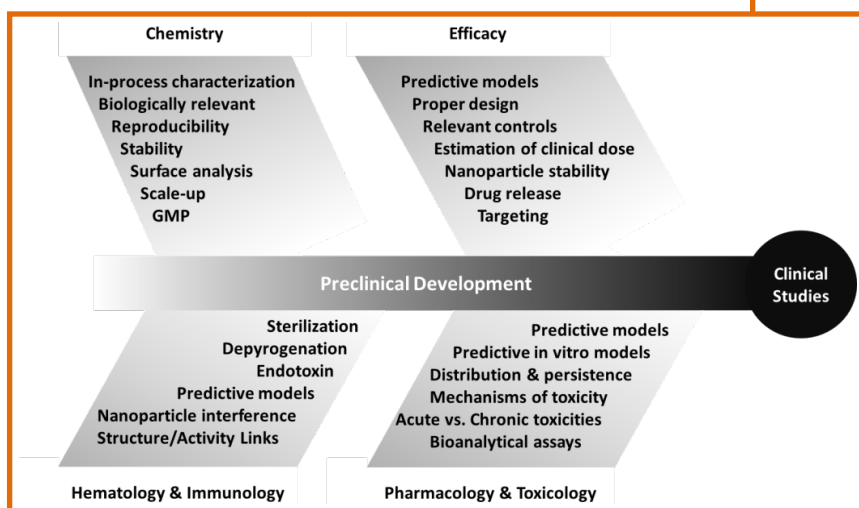 Chemistry
In-process characterization
Biologically relevant
Reproducibility
Stability
Surface analysis
Scale-up
GMP
Efficacy
Predictive models
Proper design
Relevant controls
Estimation of clinical dose
Nanoparticle stability
Drug release
Targeting
Preclinical Development
Clinical
Studies
Sterilization
Depyrogenation
Endotoxin
Predictive models
Nanoparticle interference
Structure/Activity Links
Hematology & Immunology
Predictive models
Predictive in vitro models
Distribution & persistence
Mechanisms of toxicity
Acute vs. Chronic toxicities
Bioanalytical assays
Pharmacology & Toxicology